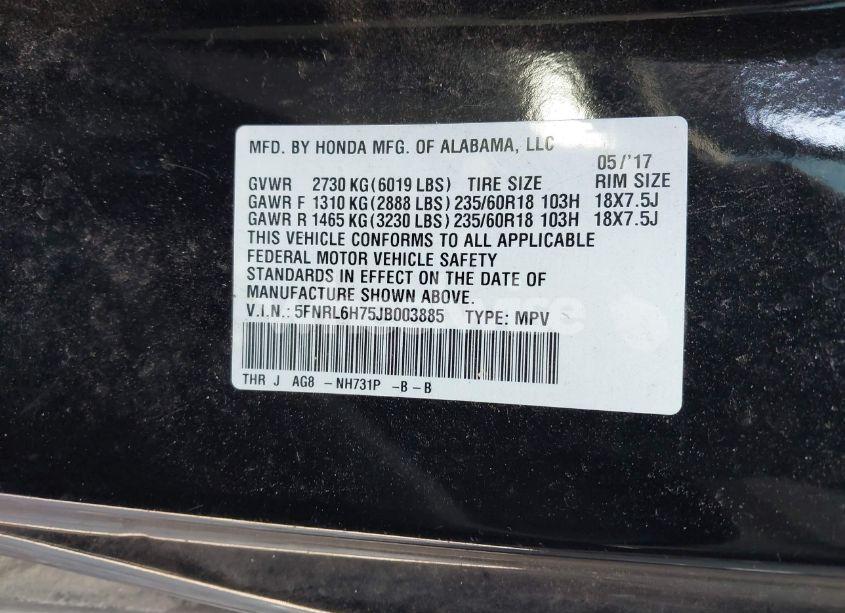 MFD. BY HONDA MFG. OF ALABAMA, LLC
05/'17
GVWR 2730 KG(6019 LBS) TIRE SIZE RIM SIZE
GAWR F 1310 KG(2888 LBS) 235/60R18 103H 18X7.5J
GAWR R 1465 KG(3230 LBS) 235/60R18 103H 18X7.5J
THIS VEHICLE CONFORMS TO ALL APPLICABLE
FEDERAL MOTOR VEHICLE SAFETY
STANDARDS IN EFFECT ON THE DATE OF
MANUFACTURE SHOWN ABOVE.
V.I.N.: 5FNRL6H75JB003885 TYPE: MPV
THR J AG8 -NH731P -B-B